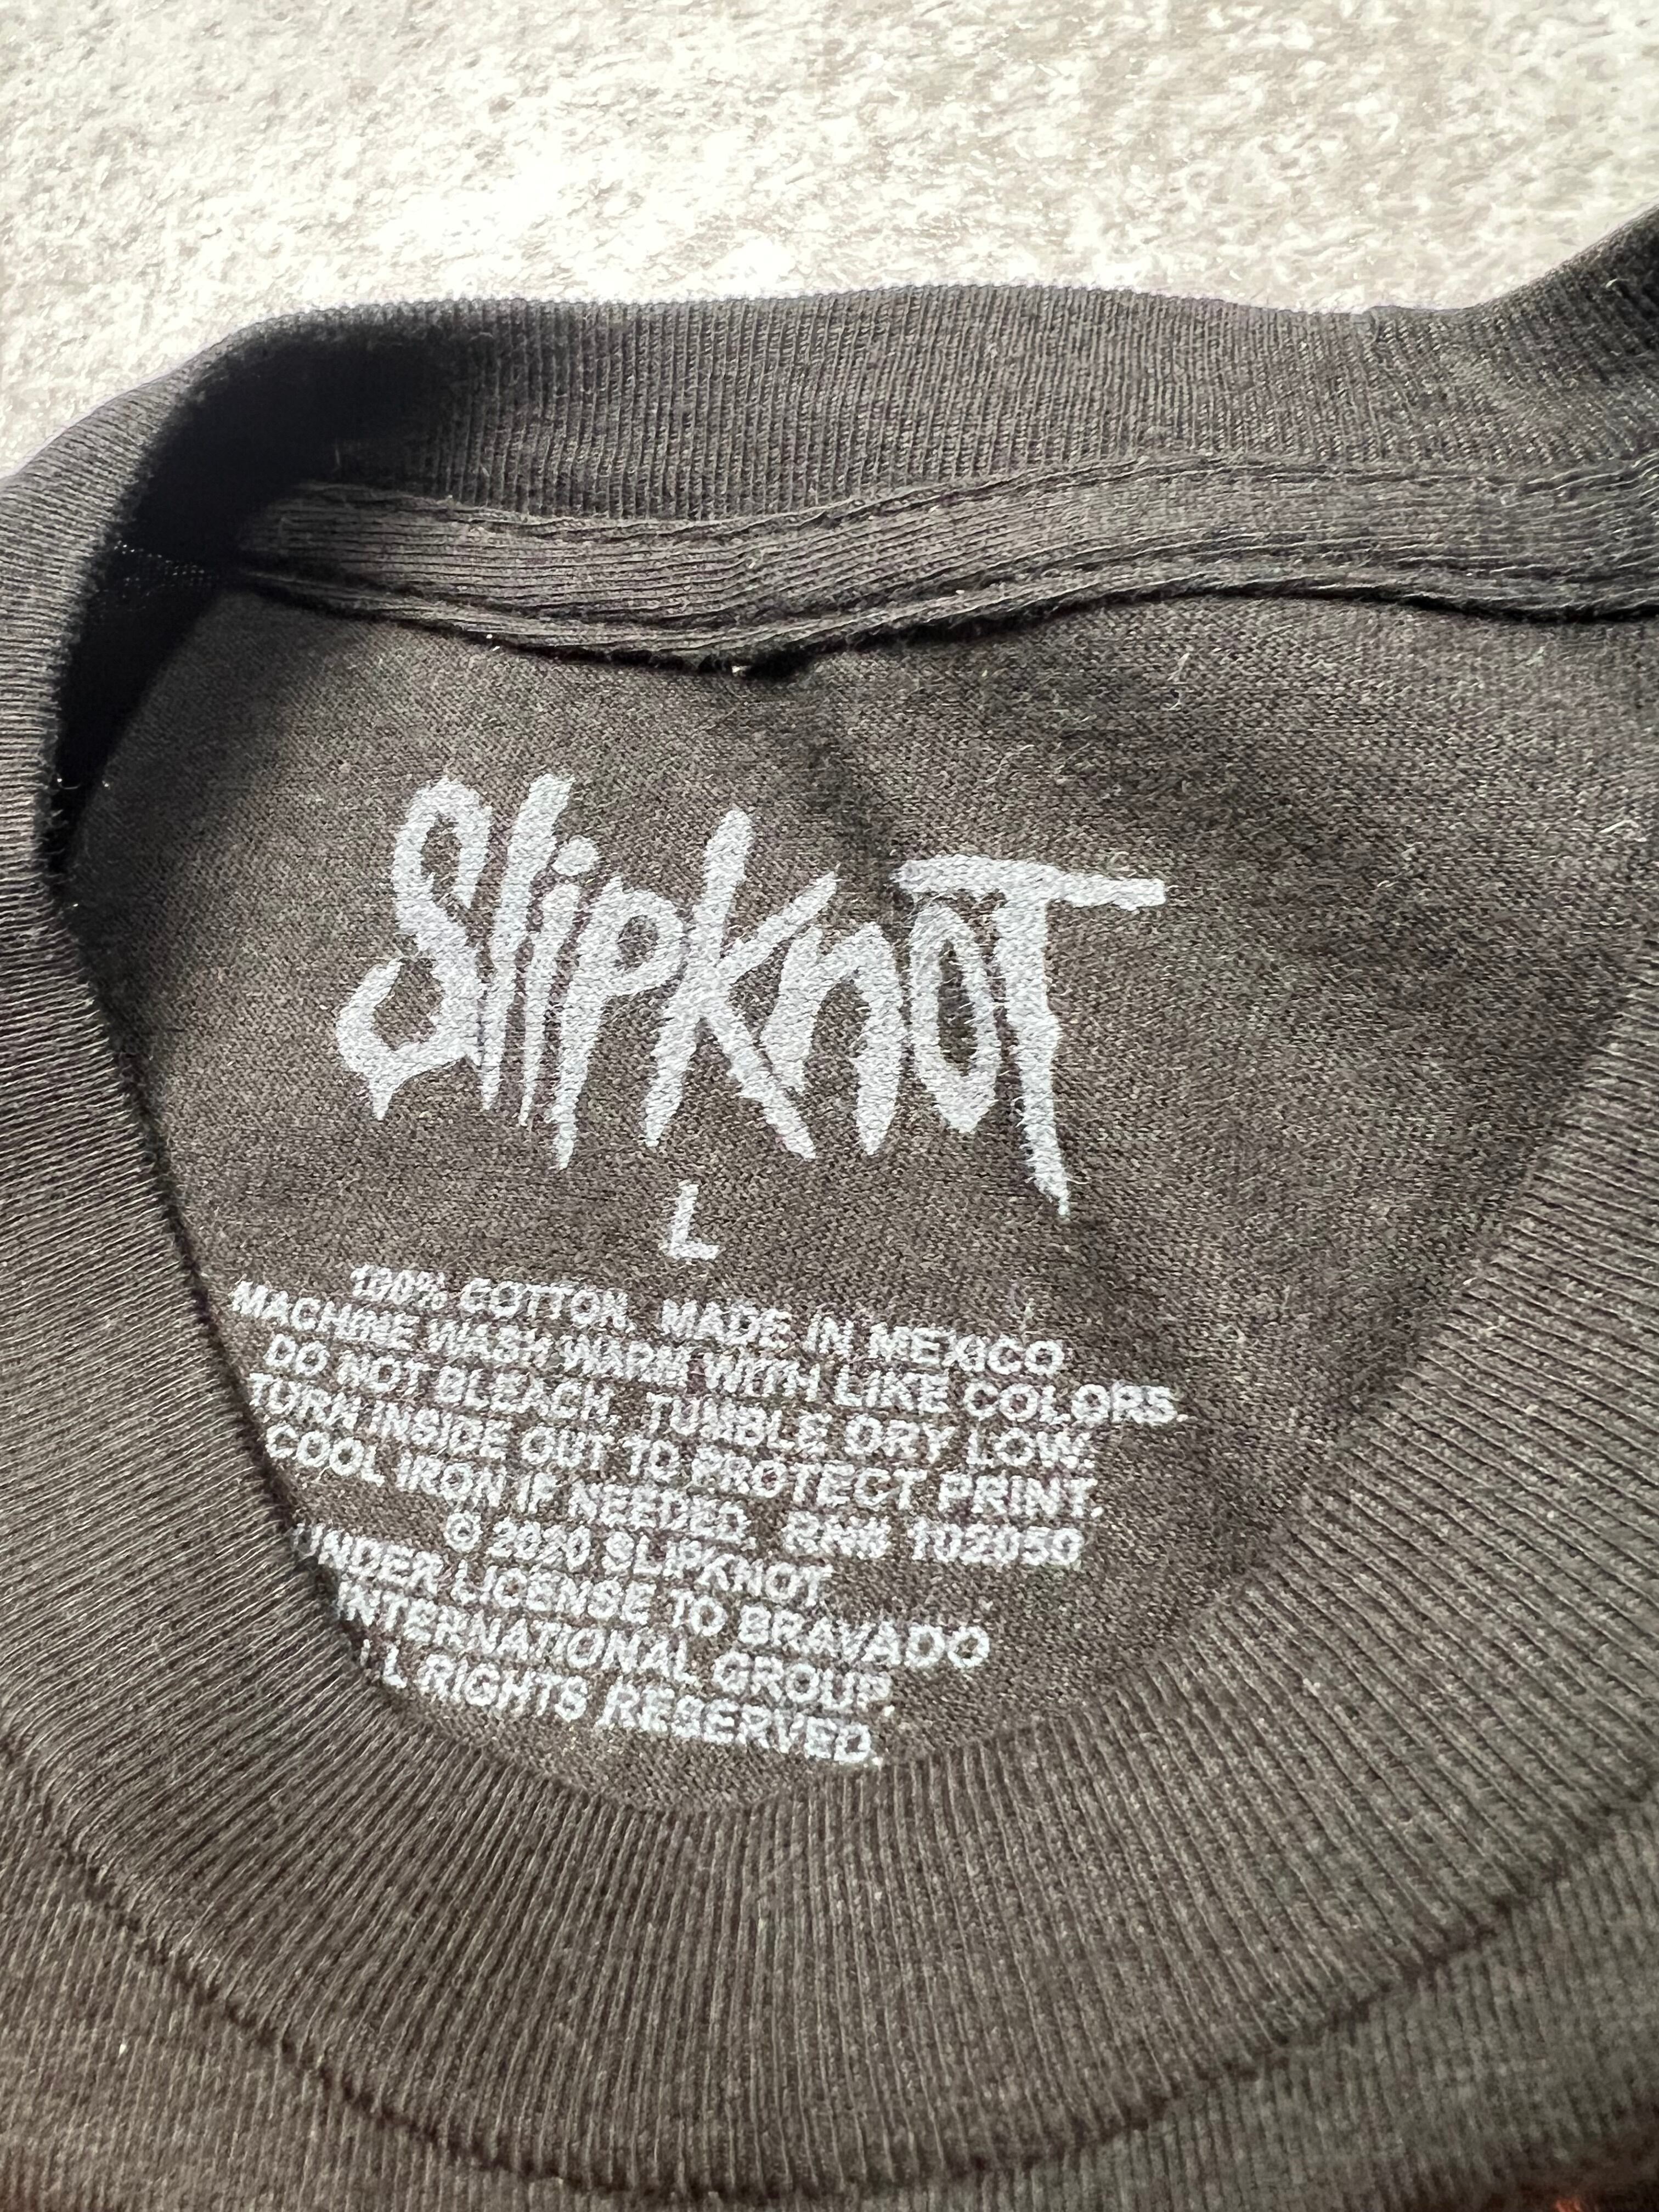 Slipknot
L
100% COTTON. MADE IN MEXICO
MACHINE WASH WARM WITH LIKE COLORS.
DO NOT BLEACH. TUMBLE DRY LOW.
TURN INSIDE OUT TO PROTECT PRINT.
COOL IRON IF NEEDED. RN# 102050
© 2020 SLIPKNOT
UNDER LICENSE TO BRAVADO
INTERNATIONAL GROUP.
ALL RIGHTS RESERVED.